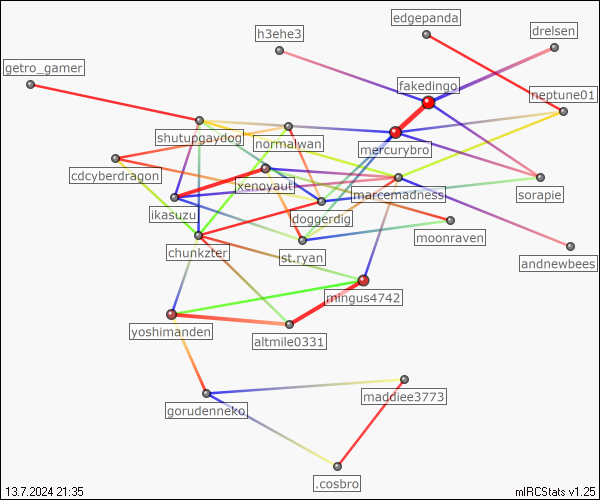 edgepanda
h3ehe3
drelsen
getro_gamer
fakedingo
neptune01
shutupgaydog
normalwan
mercurybro
cdcyberdragon
xenoyaut
marcemadness
sorapie
ikasuzu
doggerdig
moonraven
chunkzter
st.ryan
andnewbees
mingus4742
yoshimanden
altmile0331
maddiee3773
gorudenneko
.cosbro
13.7.2024 21:35
mIRCStats v1.25